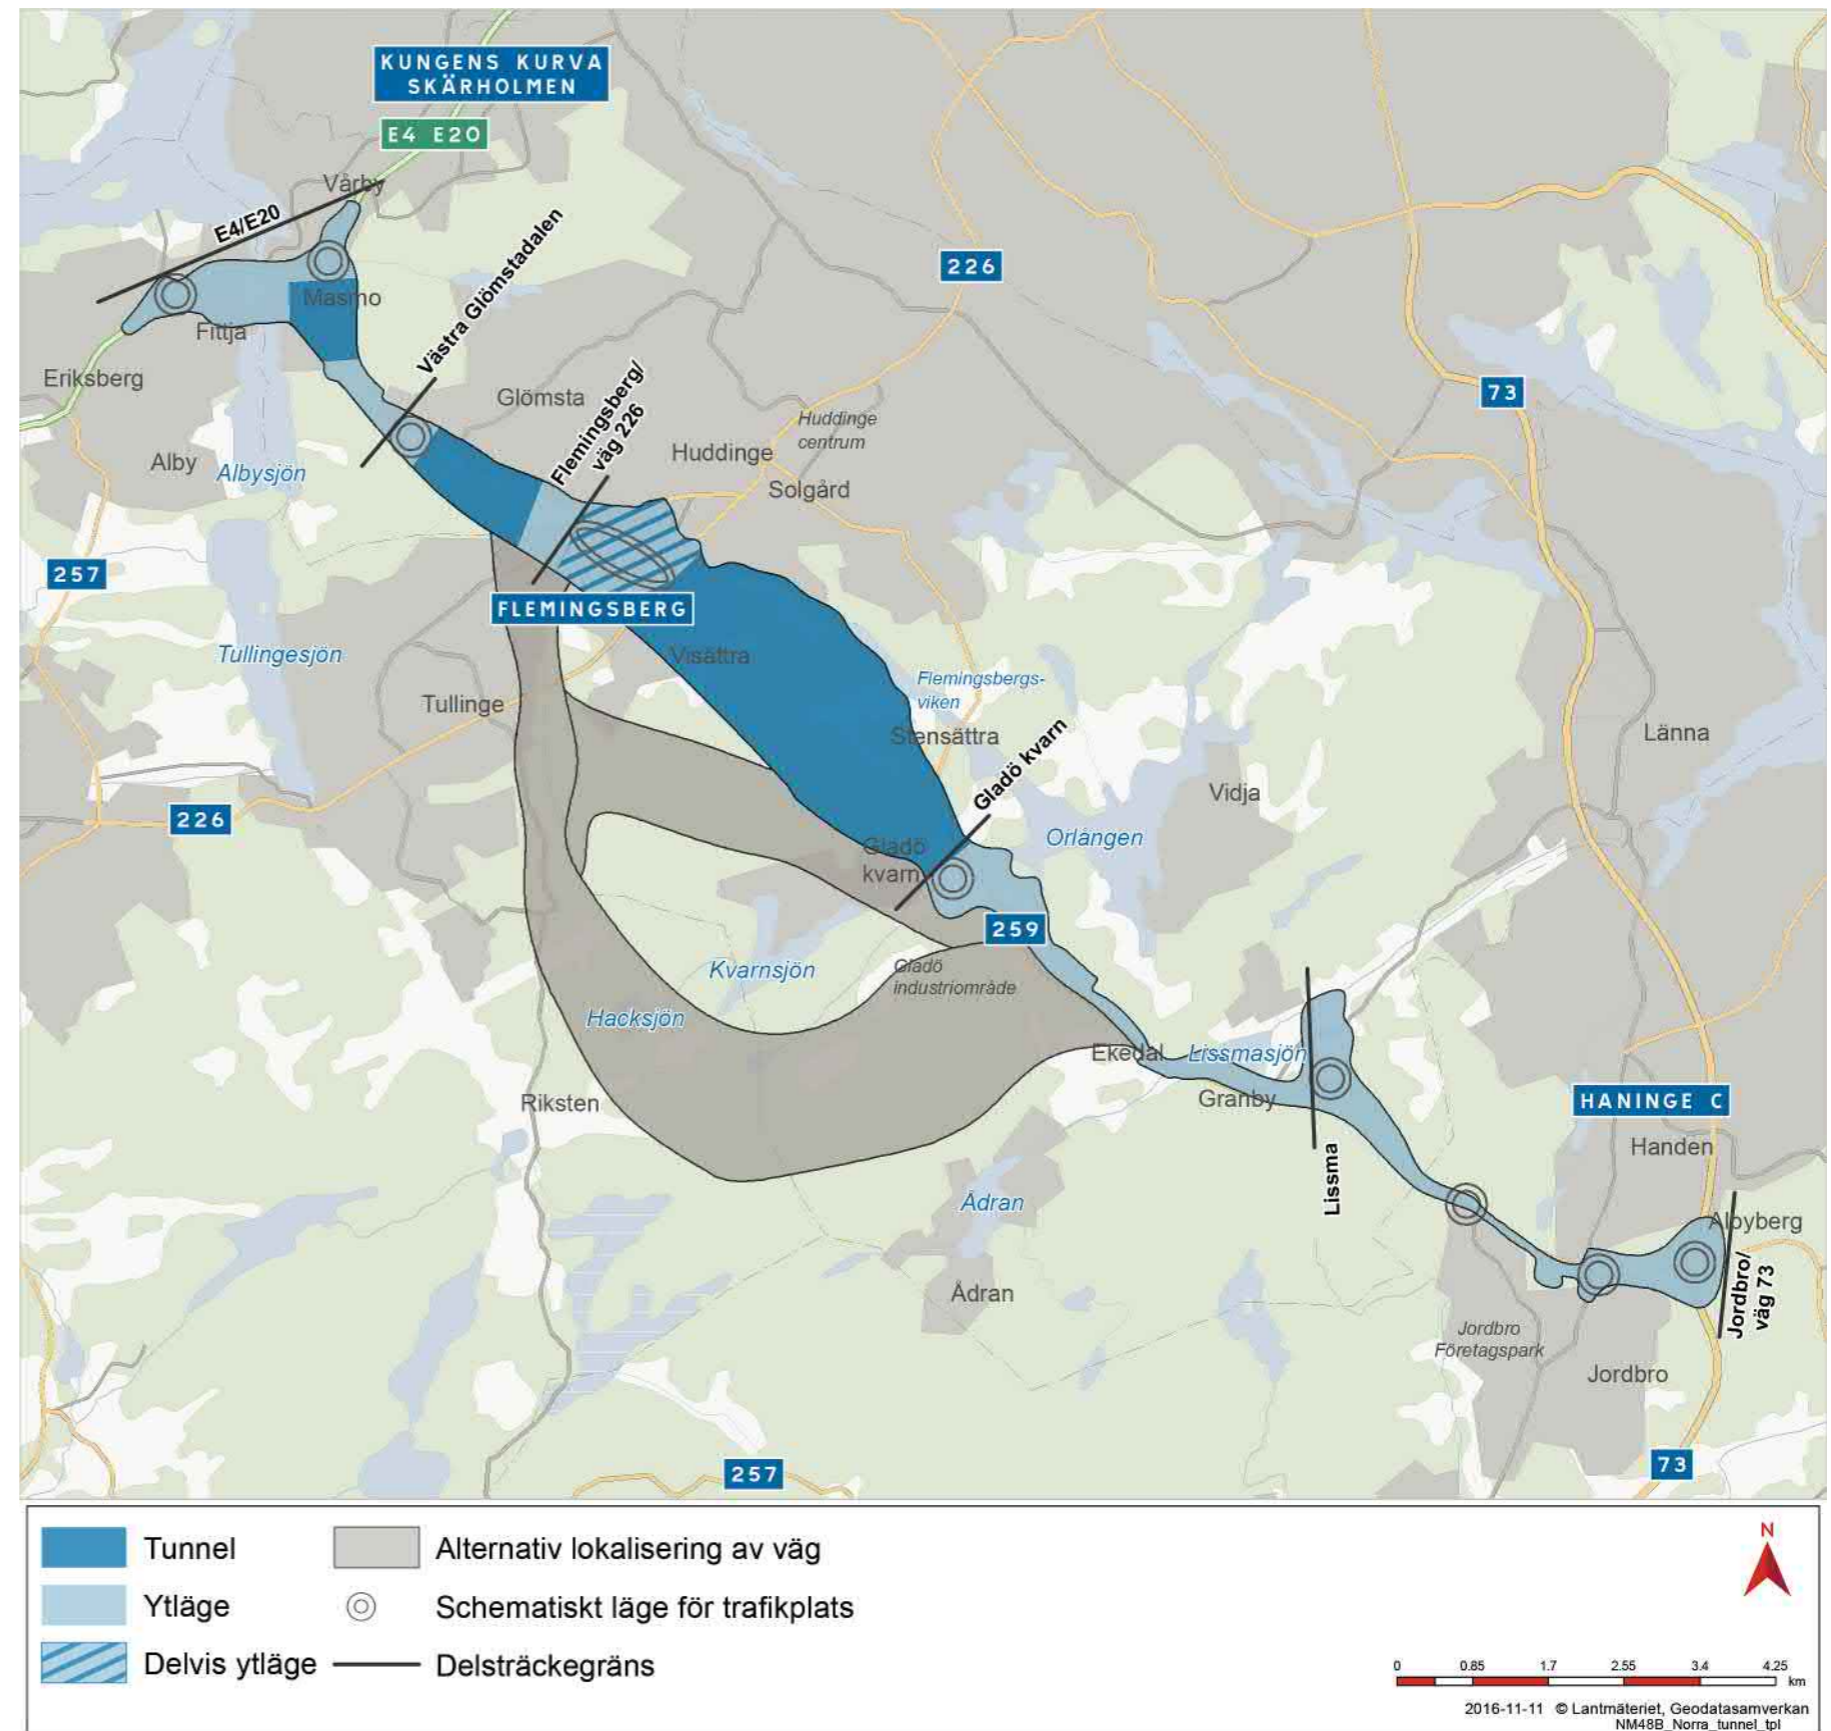 KUNGENS KURVA
SKÄRHOLMEN
E4 E20
Vårby
E4/E20
Masmo
Fittja
Eriksberg
Västra Glömstadalen
226
73
Glömsta
Flemingsberg/
väg 226
Huddinge
centrum
Huddinge
Solgård
Alby
Albysjön
257
FLEMINGSBERG
Tullingesjön
Visättra
Flemingsbergs-
viken
Tullinge
Stensättra
Länna
Gladö kvarn
Vidja
226
Orlången
Gladö
kvarn
259
Kvarnsjön
Gladö
industriområde
Hacksjön
Ekedal
Lissmasjön
Riksten
Granby
HANINGE C
Handen
Lissma
Ådran
Albyberg
Jordbro/
väg 73
Ådran
Jordbro
Företagspark
Jordbro
257
73
Tunnel
Alternativ lokalisering av väg
Ytläge
Schematiskt läge för trafikplats
Delvis ytläge
Delsträckegräns
N
0 0.85 1.7 2.55 3.4 4.25
km
2016-11-11 © Lantmäteriet, Geodatasamverkan
NM48B_Norra_tunnel_tpl